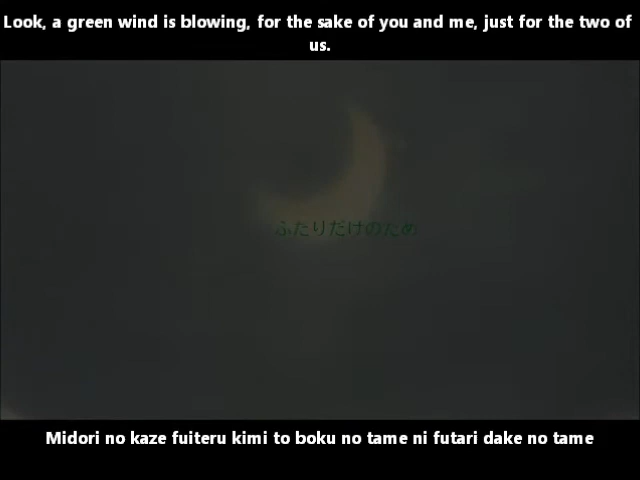 Look, a green wind is blowing, for the sake of you and me, just for the two of
us.
ふたりだけのため
Midori no kaze fuiteru kimi to boku no tame ni futari dake no tame